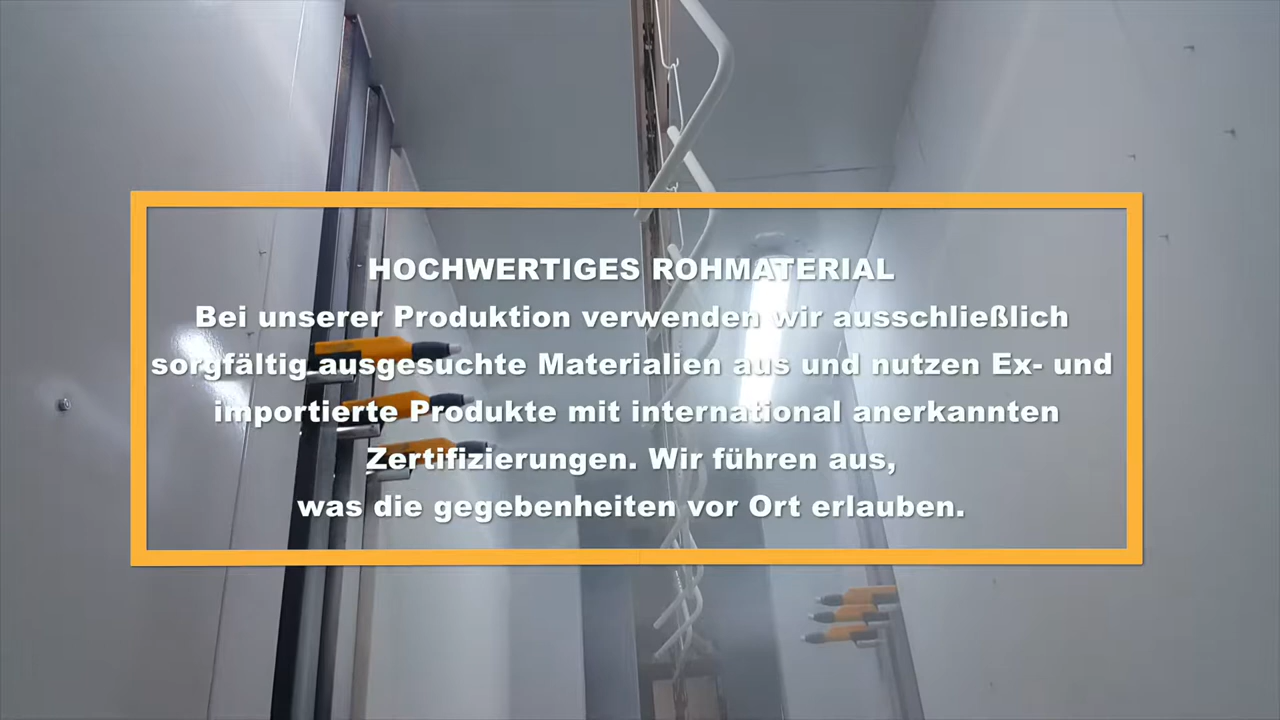 HOCHWERTIGES ROHMATERIAL
Bei unserer Produktion verwenden wir ausschließlich
sorgfältig ausgesuchte Materialien aus und nutzen Ex- und
importierte Produkte mit international anerkannten
Zertifizierungen. Wir führen aus,
was die gegebenheiten vor Ort erlauben.